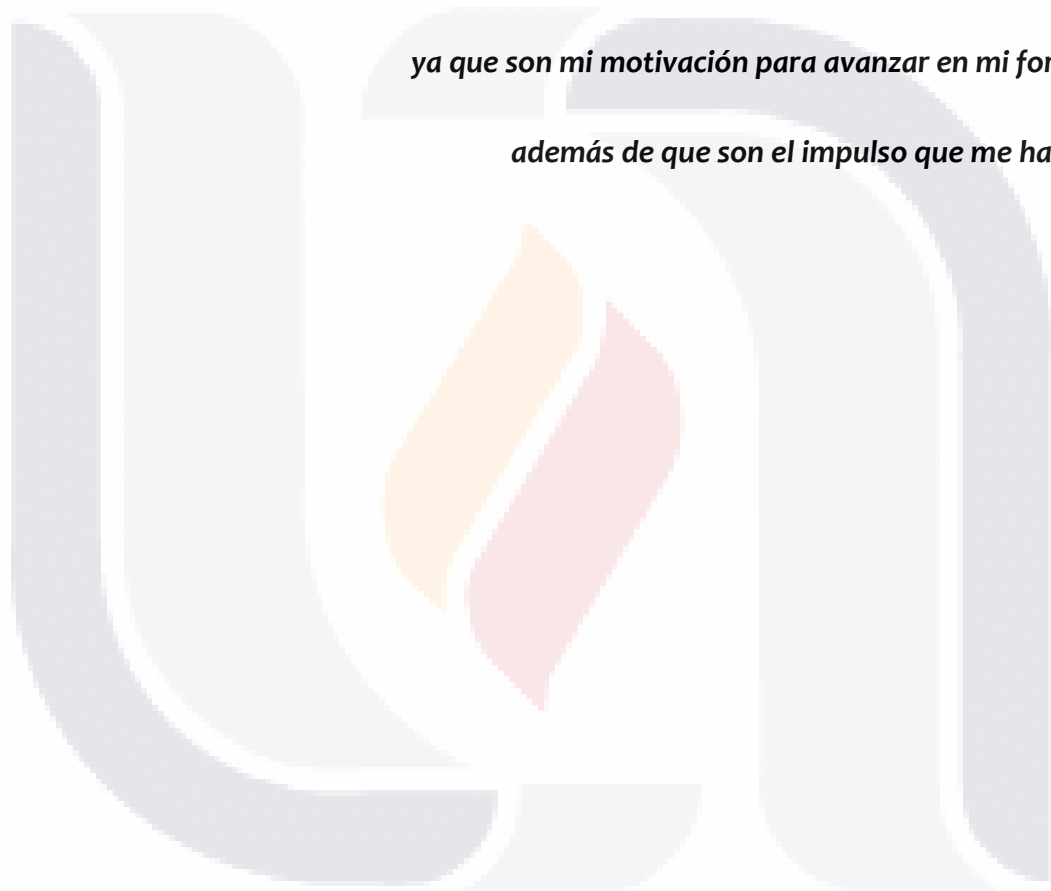 ya que son mi motivación para avanzar en mi for
además de que son el impulso que me ha